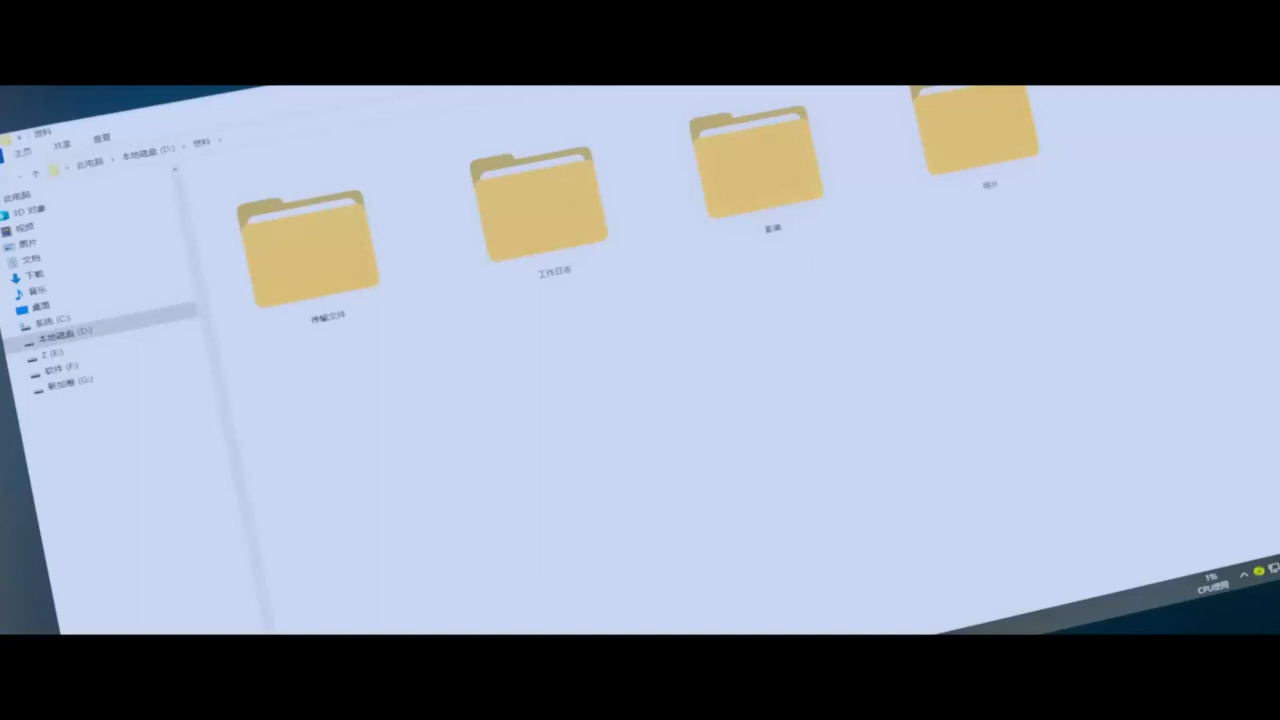 资料
主页 共享 查看
此电脑 › 本地磁盘 (D:) › 资料 ›
此电脑
3D 对象
视频
图片
文档
下载
音乐
桌面
系统 (C:)
本地磁盘 (D:)
Z (E:)
软件 (F:)
新加卷 (G:)
传输文件
工作日志
影集
照片
1%
CPU使用